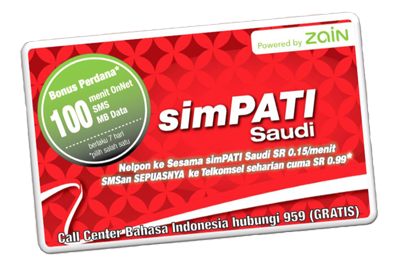 Powered by zain
Bonus Perdana*
100 menit OnNet
SMS
MB Data
berlaku 7 hari
*pilih salah satu
simPATI
Saudi
Nelpon ke Sesama simPATI Saudi SR 0.15/menit
SMSan SEPUASNYA ke Telkomsel seharian cuma SR 0.99*
Call Center Bahasa Indonesia hubungi 959 (GRATIS)